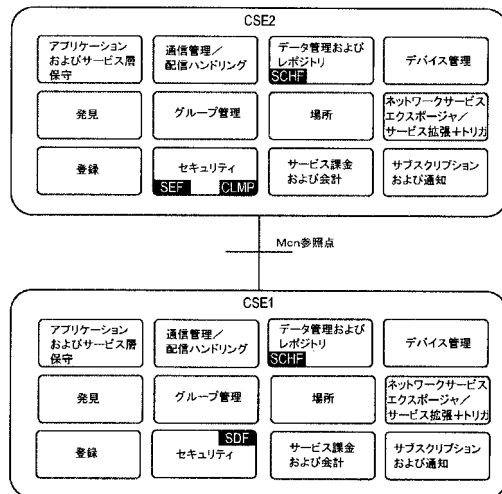 CSE2
アプリケーション
およびサービス層
保守
通信管理／
配信ハンドリング
データ管理および
レポジトリ
SCHF
デバイス管理
発見
グループ管理
場所
ネットワークサービス
エクスポージャ／
サービス拡張＋トリガ
登録
セキュリティ
SEF
CLMP
サービス課金
および会計
サブスクリプション
および通知
Mcn参照点
CSE1
アプリケーション
およびサービス層
保守
通信管理／
配信ハンドリング
データ管理および
レポジトリ
SCHF
デバイス管理
発見
グループ管理
場所
ネットワークサービス
エクスポージャ／
サービス拡張＋トリガ
登録
SDF
セキュリティ
サービス課金
および会計
サブスクリプション
および通知